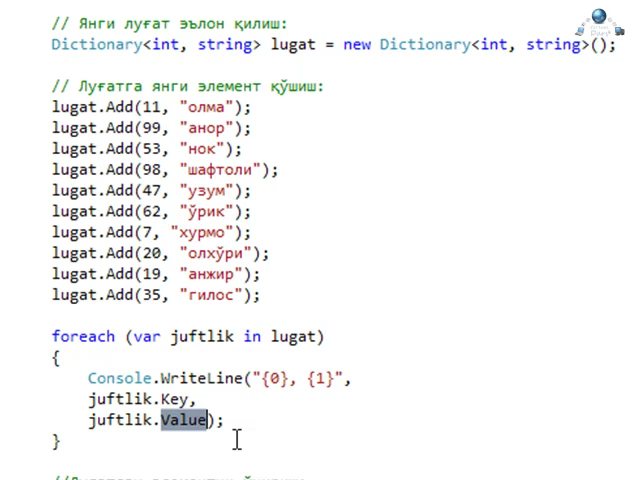 // Янги луғат эълон қилиш:
Dictionary<int, string> lugat = new Dictionary<int, string>();
// Луғатга янги элемент қўшиш:
lugat.Add(11, "олма");
lugat.Add(99, "анор");
lugat.Add(53, "нок");
lugat.Add(98, "шафтоли");
lugat.Add(47, "узум");
lugat.Add(62, "ўрик");
lugat.Add(7, "хурмо");
lugat.Add(20, "олхўри");
lugat.Add(19, "анжир");
lugat.Add(35, "гилос");
foreach (var juftlik in lugat)
{
Console.WriteLine("{0}, {1}",
juftlik.Key,
juftlik.Value);
}